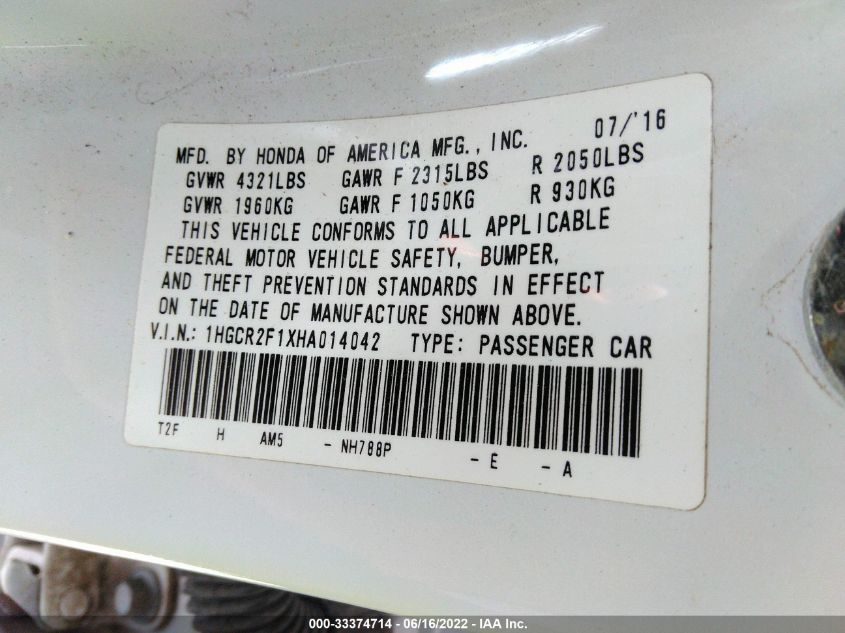 MFD. BY HONDA OF AMERICA MFG., INC. 07/'16
GVWR 4321LBS GAWR F 2315LBS R 2050LBS
GVWR 1960KG GAWR F 1050KG R 930KG
THIS VEHICLE CONFORMS TO ALL APPLICABLE
FEDERAL MOTOR VEHICLE SAFETY, BUMPER,
AND THEFT PREVENTION STANDARDS IN EFFECT
ON THE DATE OF MANUFACTURE SHOWN ABOVE.
V.I.N.: 1HGCR2F1XHA014042 TYPE: PASSENGER CAR
T2F H AM5 - NH788P - E - A
000-33374714 - 06/16/2022 - IAA Inc.